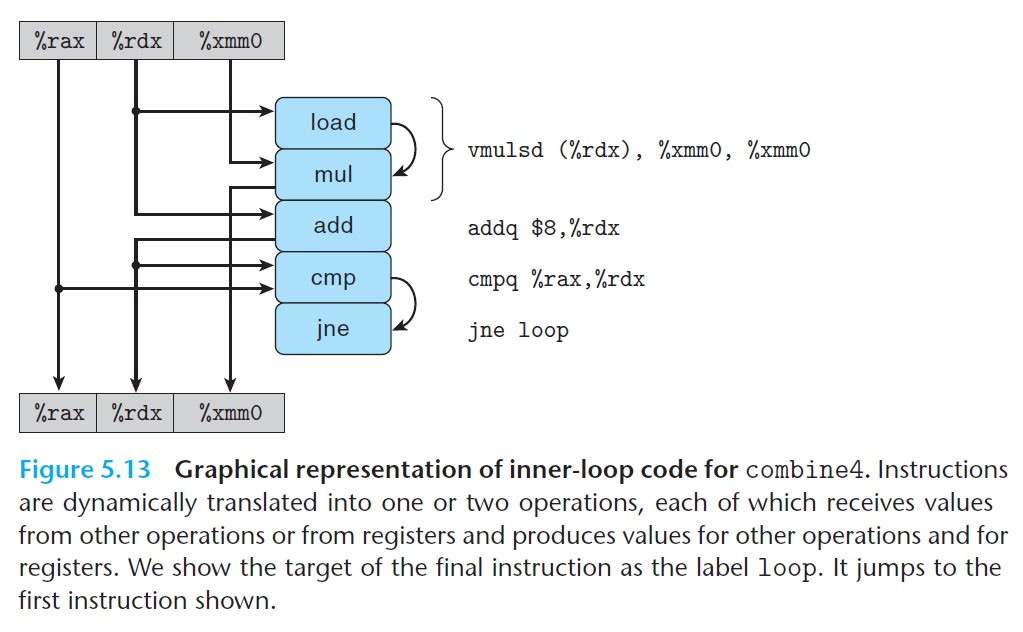 %rax %rdx %xmm0
load
mul
vmulsd (%rdx), %xmm0, %xmm0
add
addq $8,%rdx
cmp
cmpq %rax,%rdx
jne
jne loop
%rax %rdx %xmm0
Figure 5.13 Graphical representation of inner-loop code for combine4. Instructions
are dynamically translated into one or two operations, each of which receives values
from other operations or from registers and produces values for other operations and for
registers. We show the target of the final instruction as the label loop. It jumps to the
first instruction shown.